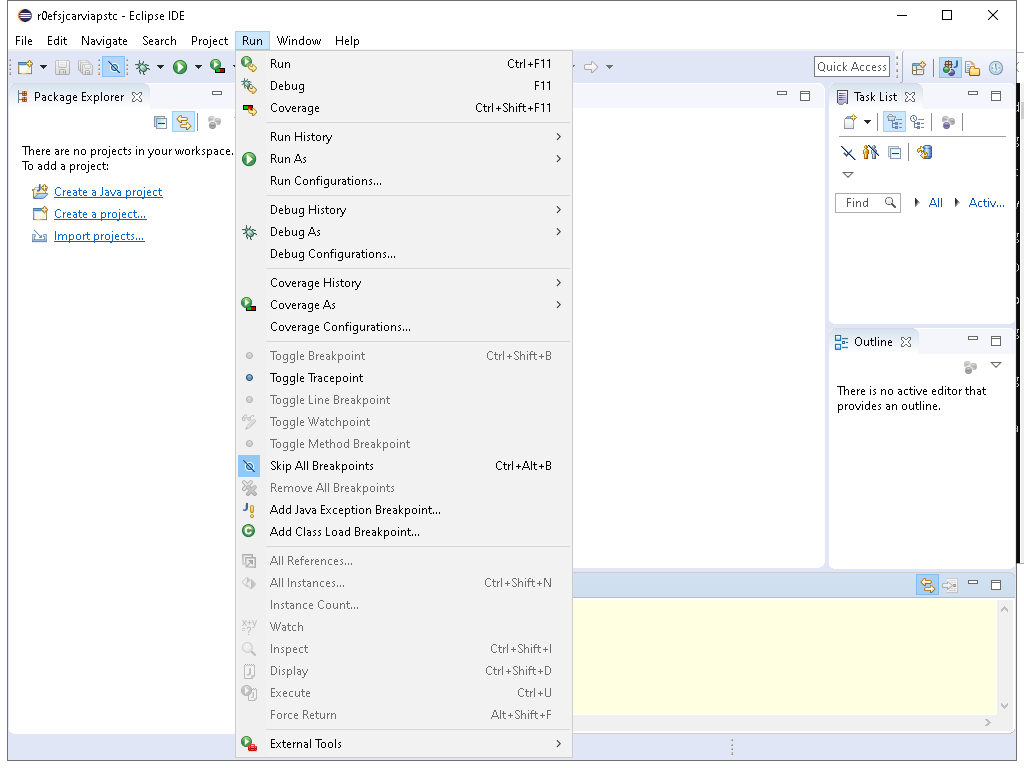 r0efsjcarviapstc - Eclipse IDE
File Edit Navigate Search Project Run Window Help
Quick Access
Package Explorer
There are no projects in your workspace.
To add a project:
Create a Java project
Create a project...
Import projects...
Run Ctrl+F11
Debug F11
Coverage Ctrl+Shift+F11
Run History
Run As
Run Configurations...
Debug History
Debug As
Debug Configurations...
Coverage History
Coverage As
Coverage Configurations...
Toggle Breakpoint Ctrl+Shift+B
Toggle Tracepoint
Toggle Line Breakpoint
Toggle Watchpoint
Toggle Method Breakpoint
Skip All Breakpoints Ctrl+Alt+B
Remove All Breakpoints
Add Java Exception Breakpoint...
Add Class Load Breakpoint...
All References...
All Instances... Ctrl+Shift+N
Instance Count...
Watch
Inspect Ctrl+Shift+I
Display Ctrl+Shift+D
Execute Ctrl+U
Force Return Alt+Shift+F
External Tools
Task List
Find All Activ...
Outline
There is no active editor that
provides an outline.